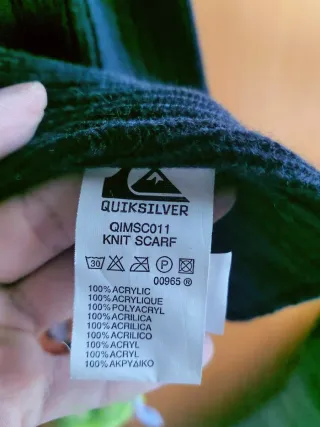 QUIKSILVER
QIMSC011
KNIT SCARF
30 P
00965 ®
100% ACRYLIC
100% ACRYLIQUE
100% POLYACRYL
100% ACRILICA
100% ACRILICO
100% ACRILICA
100% ACRYL
100% ACRYL
100% ΑΚΡΥΔΙΚΟ